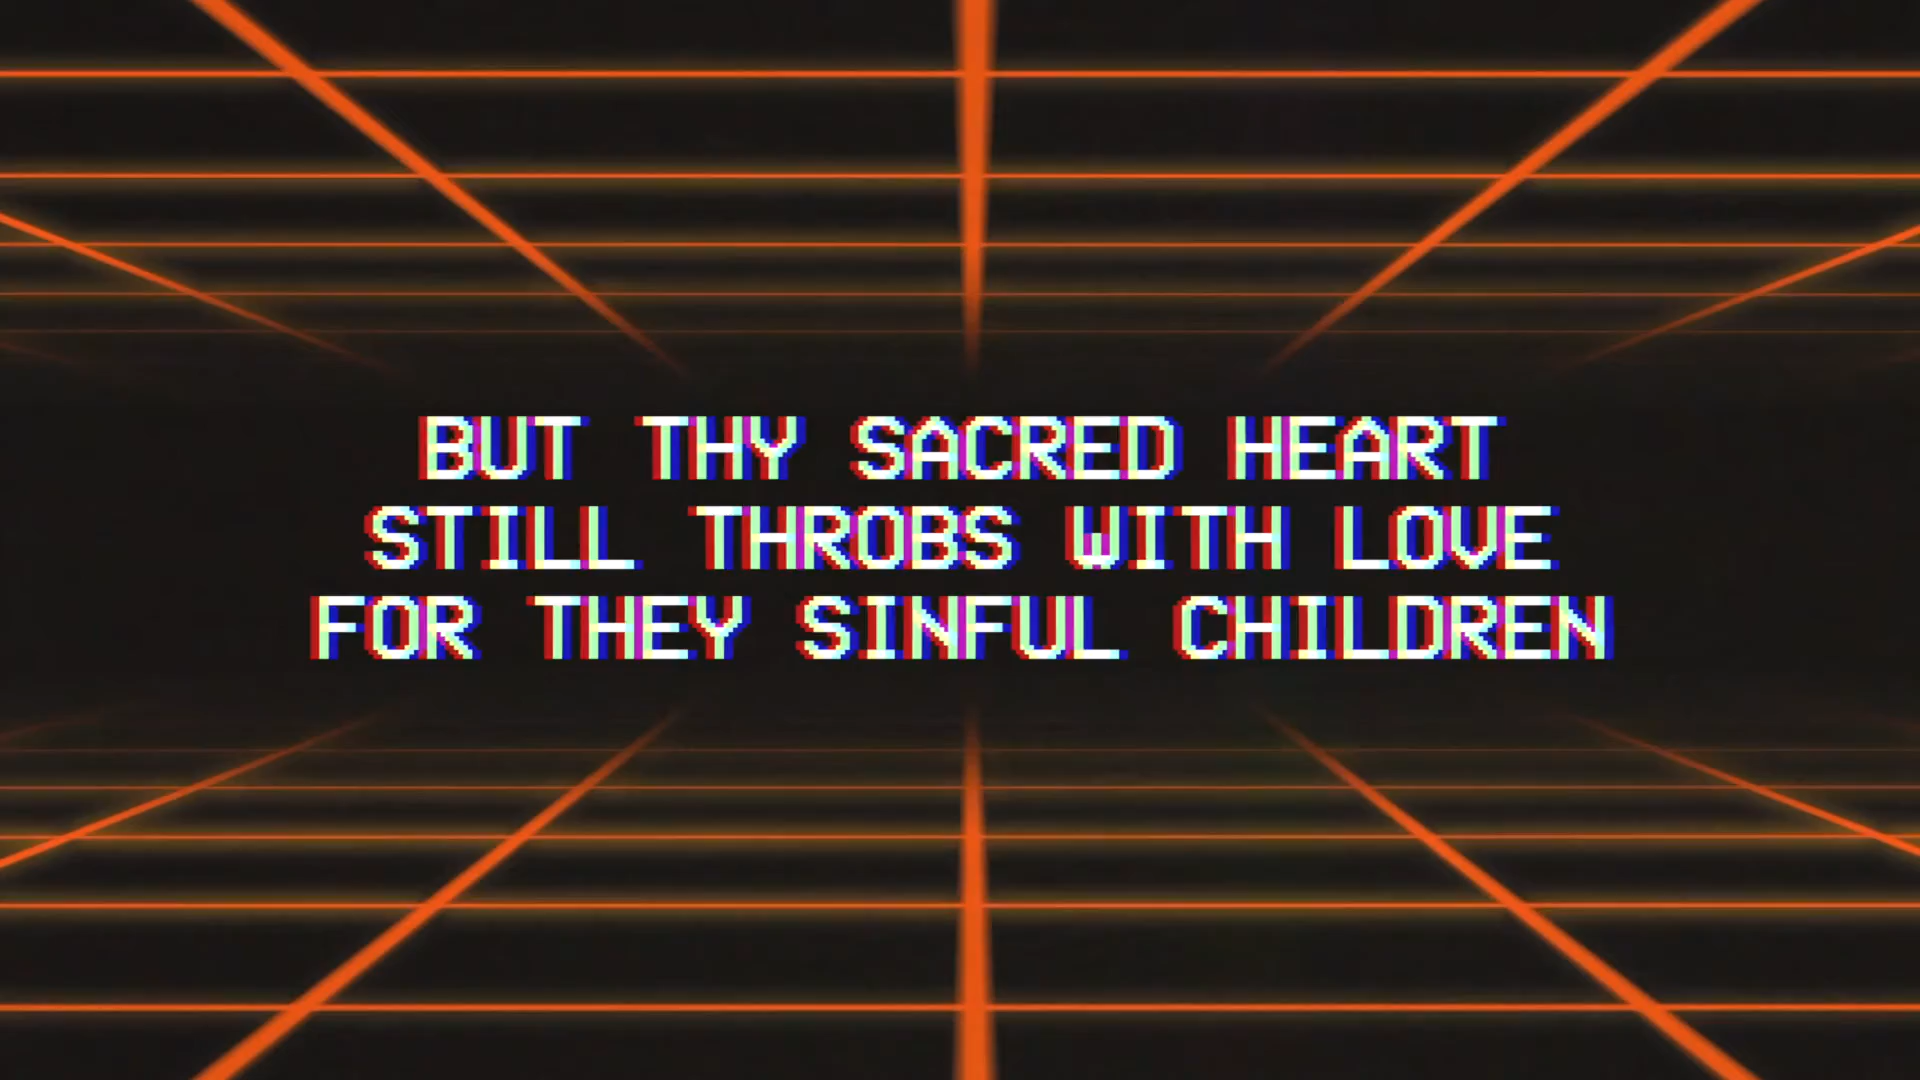 BUT THY SACRED HEART
STILL THROBS WITH LOVE
FOR THEY SINFUL CHILDREN